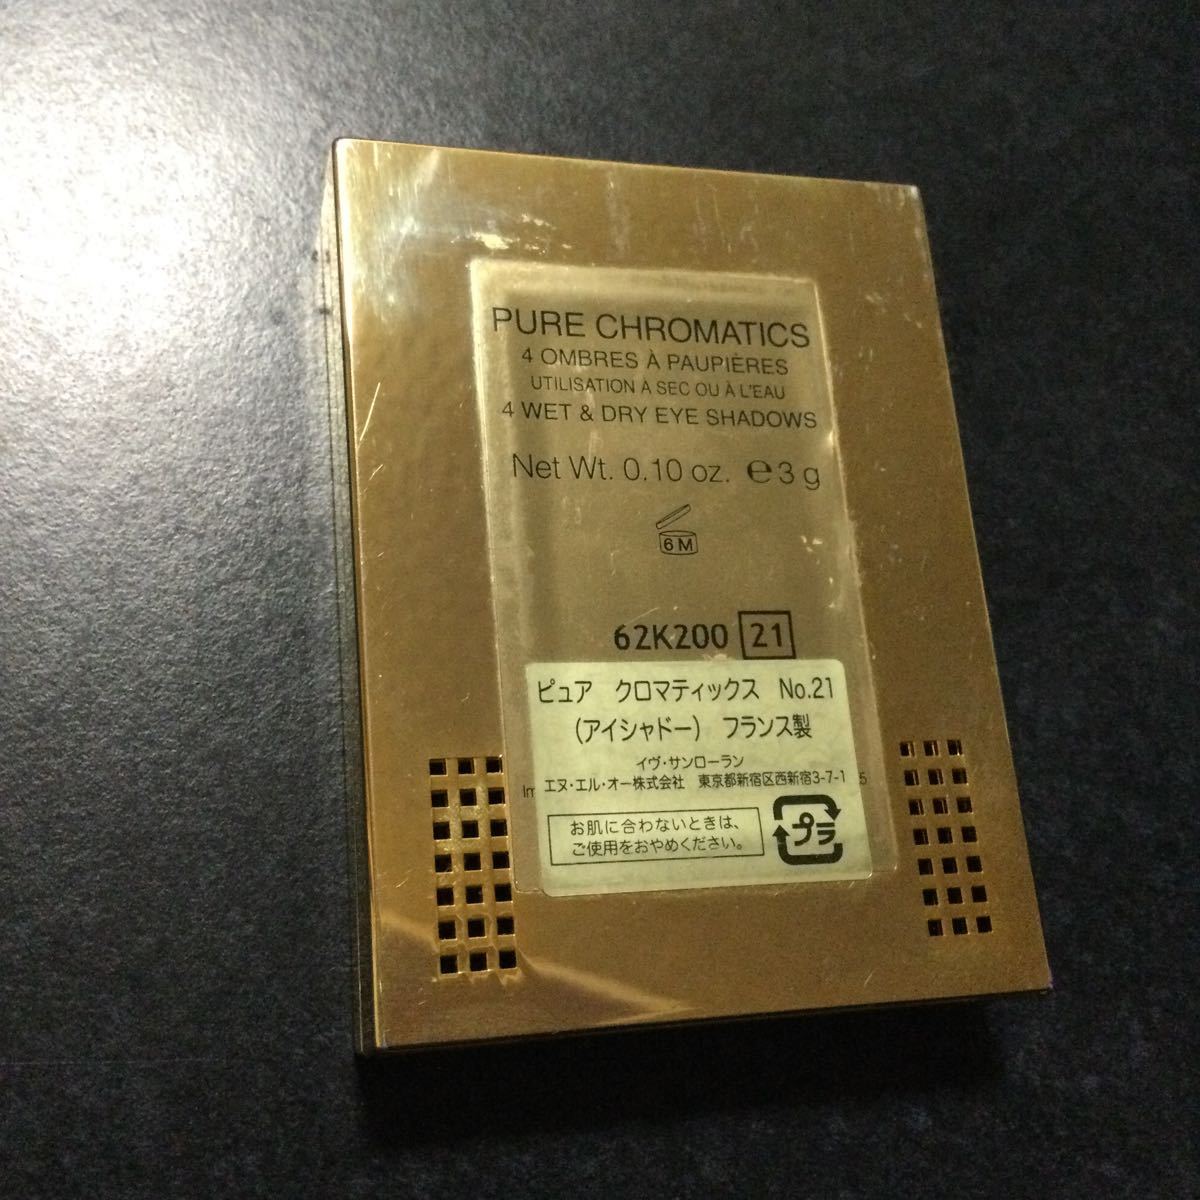 PURE CHROMATICS
4 OMBRES À PAUPIÈRES
UTILISATION À SEC OU À L'EAU
4 WET & DRY EYE SHADOWS
Net Wt. 0.10 oz. ℮ 3 g
6 M
62K200 21
ピュア クロマティックス No.21
(アイシャドー) フランス製
イヴ・サンローラン
エヌ・エル・オー株式会社 東京都新宿区西新宿3-7-1
お肌に合わないときは、
ご使用をおやめください。
プラ